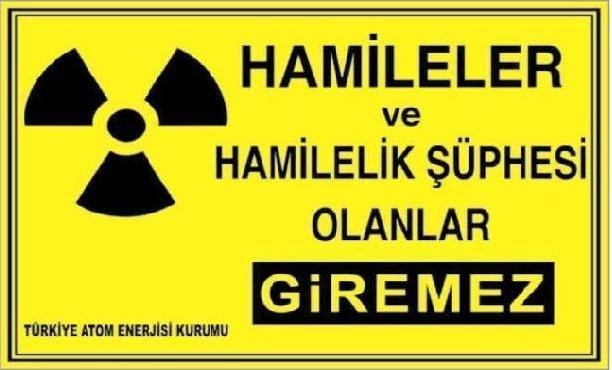 HAMİLELER
ve
HAMİLELİK ŞÜPHESİ
OLANLAR
GiREMEZ
TÜRKİYE ATOM ENERJİSİ KURUMU